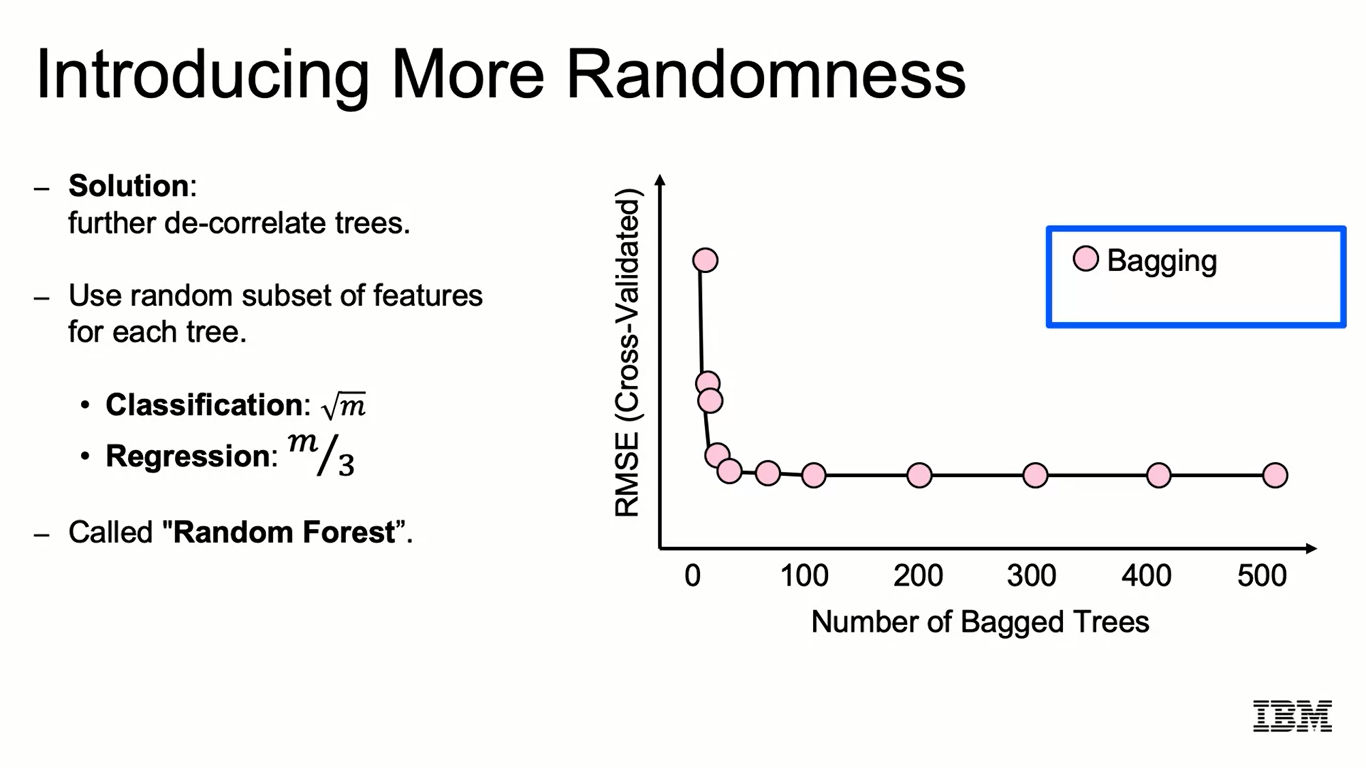 Introducing More Randomness
– Solution:
further de-correlate trees.
– Use random subset of features
for each tree.
• Classification: √m
• Regression: m/3
– Called "Random Forest”.
RMSE (Cross-Validated)
Bagging
0 100 200 300 400 500
Number of Bagged Trees
IBM